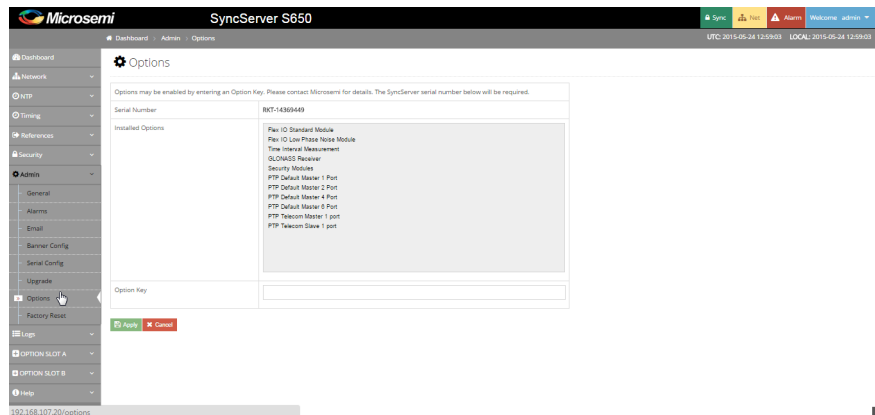 Microsemi
SyncServer S650
Sync
Net
Alarm
Welcome admin
Dashboard > Admin > Options
UTC: 2015-05-24 12:59:03 LOCAL: 2015-05-24 12:59:03
Dashboard
Network
NTP
Timing
References
Security
Admin
General
Alarms
Email
Banner Config
Serial Config
Upgrade
Options
Factory Reset
Logs
OPTION SLOT A
OPTION SLOT B
Help
Options
Options may be enabled by entering an Option Key. Please contact Microsemi for details. The SyncServer serial number below will be required.
Serial Number
RKT-14369449
Installed Options
Flex IO Standard Module
Flex IO Low Phase Noise Module
Time Interval Measurement
GLONASS Receiver
Security Modules
PTP Default Master 1 Port
PTP Default Master 2 Port
PTP Default Master 4 Port
PTP Default Master 6 Port
PTP Telecom Master 1 port
PTP Telecom Slave 1 port
Option Key
Apply
Cancel
192.168.107.20/options